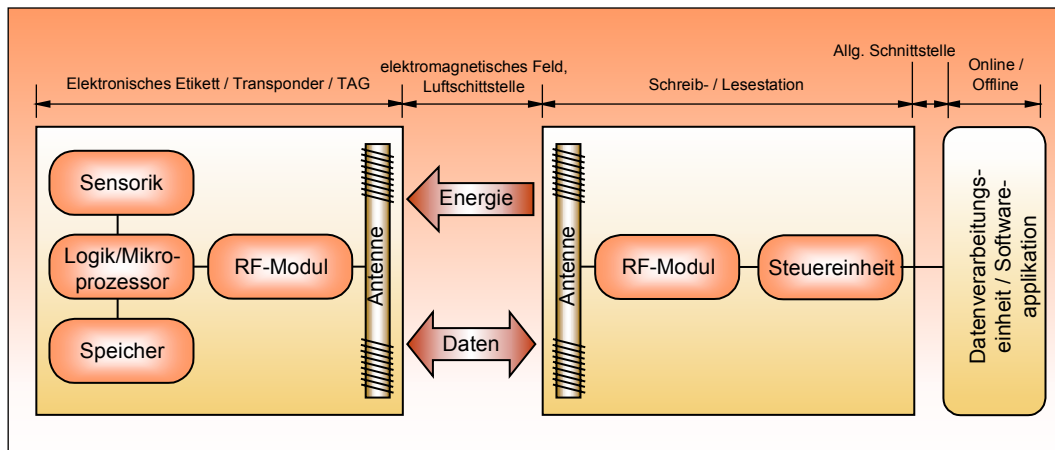 Allg. Schnittstelle
Elektronisches Etikett / Transponder / TAG
elektromagnetisches Feld,
Luftschittstelle
Schreib- / Lesestation
Online /
Offline
Sensorik
Logik/Mikro-
prozessor
Speicher
RF-Modul
Antenne
Energie
Daten
Antenne
RF-Modul
Steuereinheit
Datenverarbeitungs-
einheit / Software-
applikation